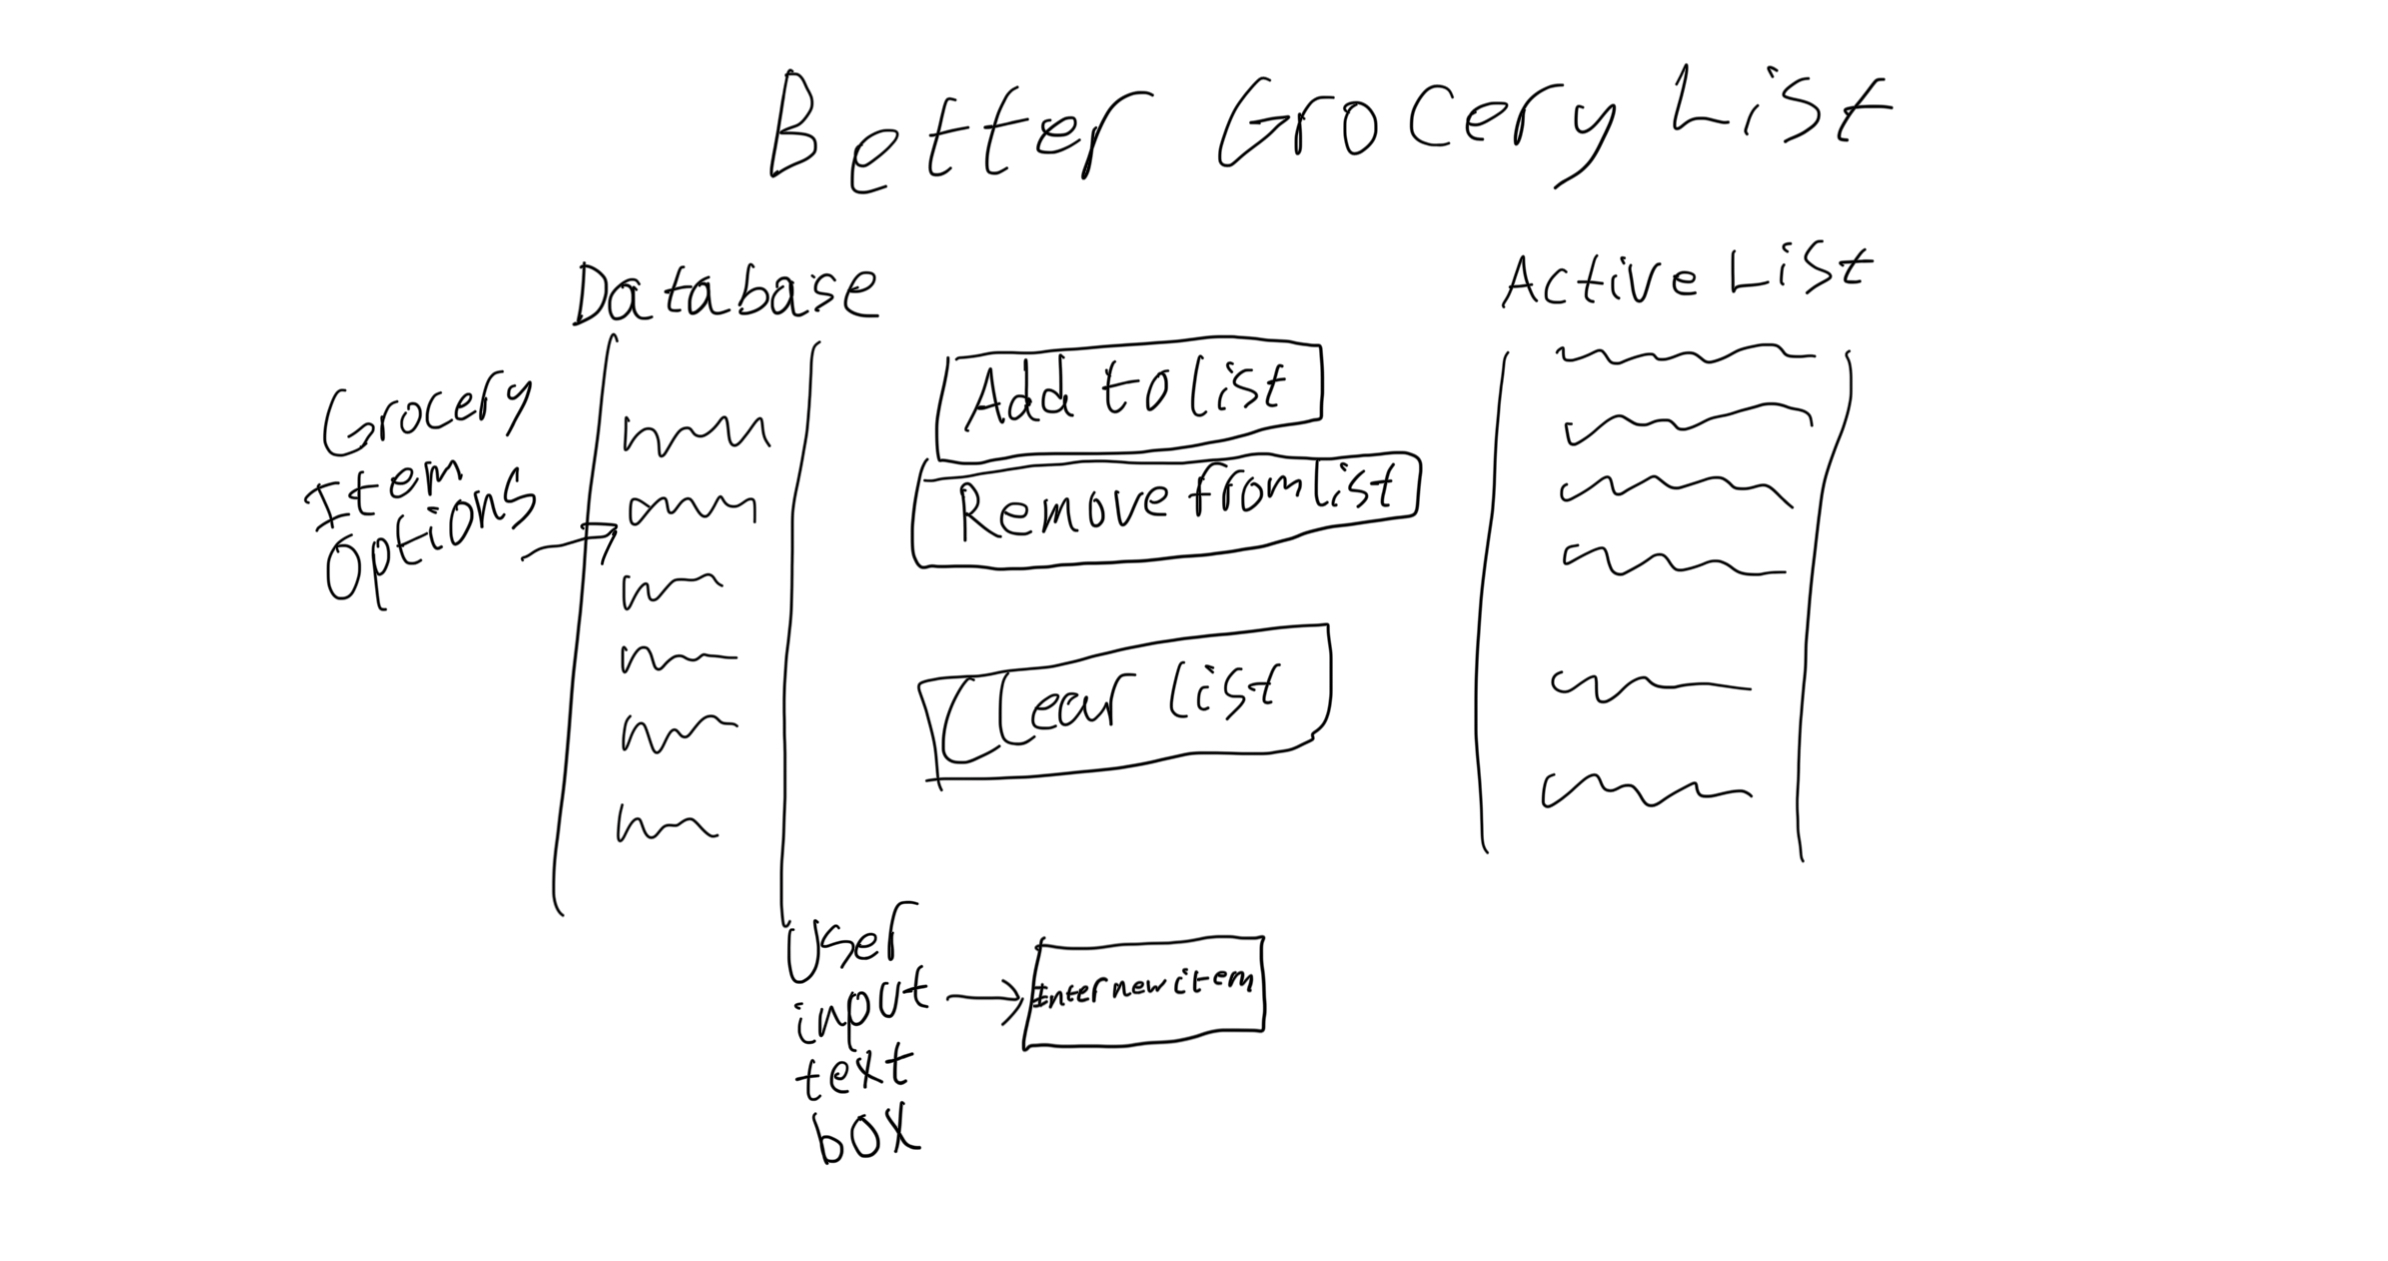 Better Grocery List
Database
Active List
Grocery
Item
Options
Add to list
Remove from list
Clear list
User
input
text
box
Enter new item